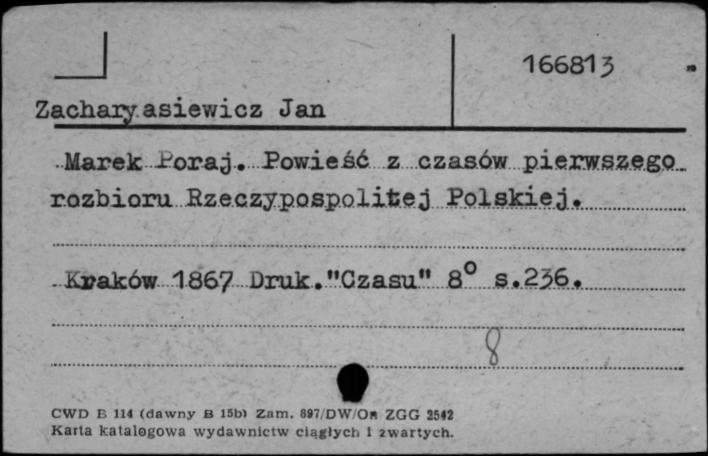 166813
Zacharyasiewicz Jan
Marek Poraj. Powieść z czasów pierwszego
rozbioru Rzeczypospolitej Polskiej.
Kraków 1867 Druk."Czasu" 8° s.236.
8
CWD E 114 (dawny B 15b) Zam. 897/DW/On ZGG 2542
Karta katalogowa wydawnictw ciągłych i zwartych.